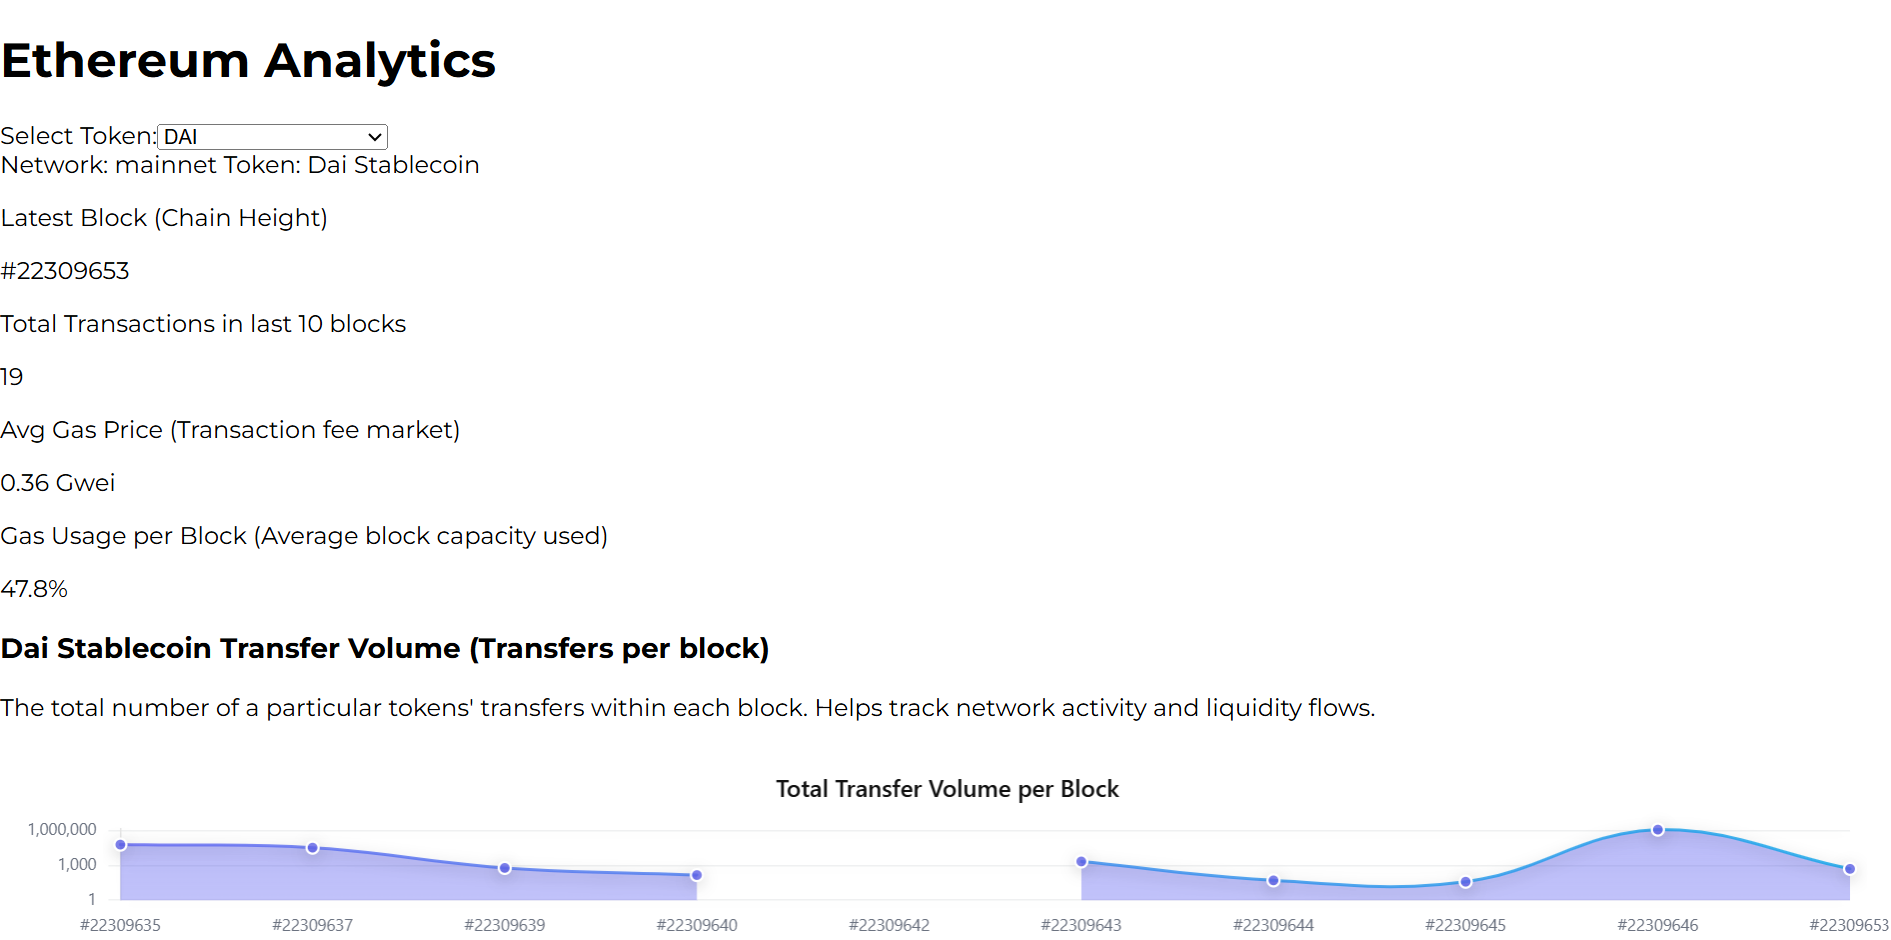 Ethereum Analytics
Select Token: DAI
Network: mainnet Token: Dai Stablecoin
Latest Block (Chain Height)
#22309653
Total Transactions in last 10 blocks
19
Avg Gas Price (Transaction fee market)
0.36 Gwei
Gas Usage per Block (Average block capacity used)
47.8%
Dai Stablecoin Transfer Volume (Transfers per block)
The total number of a particular tokens' transfers within each block. Helps track network activity and liquidity flows.
Total Transfer Volume per Block
1,000,000
1,000
1
#22309635 #22309637 #22309639 #22309640 #22309642 #22309643 #22309644 #22309645 #22309646 #22309653